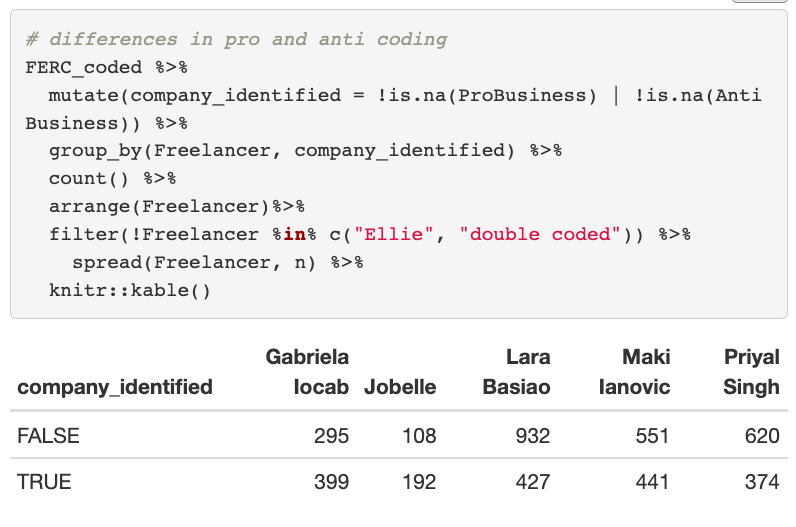 # differences in pro and anti coding
FERC_coded %>%
  mutate(company_identified = !is.na(ProBusiness) | !is.na(Anti
Business)) %>%
  group_by(Freelancer, company_identified) %>%
  count() %>%
  arrange(Freelancer)%>%
  filter(!Freelancer %in% c("Ellie", "double coded")) %>%
    spread(Freelancer, n) %>%
  knitr::kable()
Gabriela Lara Maki Priyal
company_identified Iocab Jobelle Basiao Ianovic Singh
FALSE 295 108 932 551 620
TRUE 399 192 427 441 374